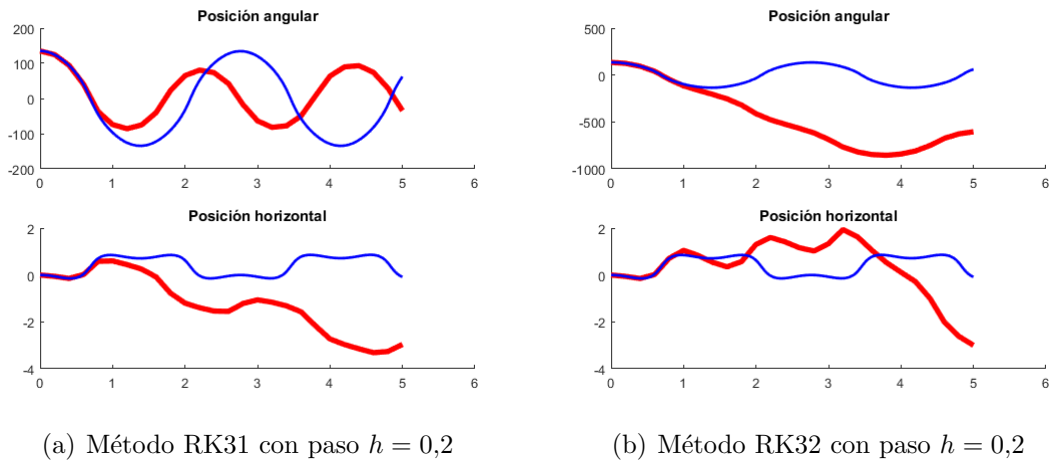 Posición angular
200
100
0
-100
-200
0 1 2 3 4 5 6
Posición horizontal
2
0
-2
-4
0 1 2 3 4 5 6
(a) Método RK31 con paso h = 0,2
Posición angular
500
0
-500
-1000
0 1 2 3 4 5 6
Posición horizontal
2
0
-2
-4
0 1 2 3 4 5 6
(b) Método RK32 con paso h = 0,2